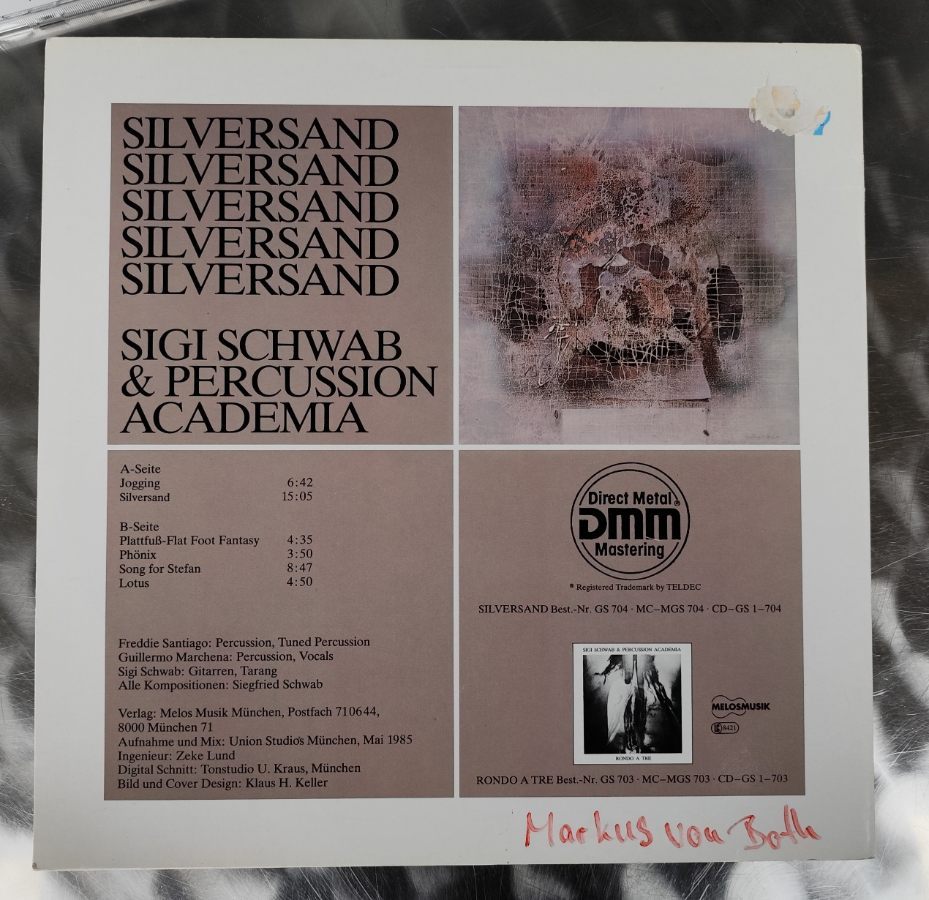 SILVERSAND
SILVERSAND
SILVERSAND
SILVERSAND
SILVERSAND
SIGI SCHWAB
& PERCUSSION
ACADEMIA
A-Seite
Jogging 6:42
Silversand 15:05
B-Seite
Plattfuß-Flat Foot Fantasy 4:35
Phönix 3:50
Song for Stefan 8:47
Lotus 4:50
Freddie Santiago: Percussion, Tuned Percussion
Guillermo Marchena: Percussion, Vocals
Sigi Schwab: Gitarren, Tarang
Alle Kompositionen: Siegfried Schwab
Verlag: Melos Musik München, Postfach 710644,
8000 München 71
Aufnahme und Mix: Union Studios München, Mai 1985
Ingenieur: Zeke Lund
Digital Schnitt: Tonstudio U. Kraus, München
Bild und Cover Design: Klaus H. Keller
Direct Metal ®
DMM
Mastering
® Registered Trademark by TELDEC
SILVERSAND Best.-Nr. GS 704 · MC–MGS 704 · CD–GS 1–704
SIGI SCHWAB & PERCUSSION ACADEMIA
RONDO A TRE
MELOSMUSIK
8421
RONDO A TRE Best.-Nr. GS 703 · MC–MGS 703 · CD–GS 1–703
Markus von Both